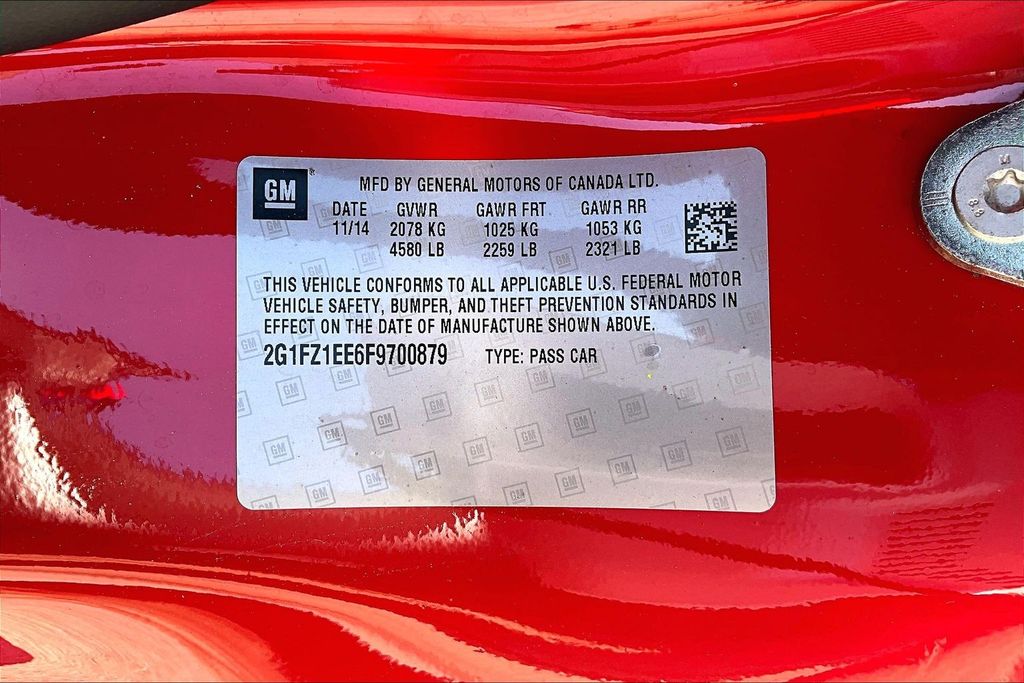 GM
MFD BY GENERAL MOTORS OF CANADA LTD.
DATE GVWR GAWR FRT GAWR RR
11/14 2078 KG 1025 KG 1053 KG
4580 LB 2259 LB 2321 LB
THIS VEHICLE CONFORMS TO ALL APPLICABLE U.S. FEDERAL MOTOR
VEHICLE SAFETY, BUMPER, AND THEFT PREVENTION STANDARDS IN
EFFECT ON THE DATE OF MANUFACTURE SHOWN ABOVE.
2G1FZ1EE6F9700879 TYPE: PASS CAR
M
88